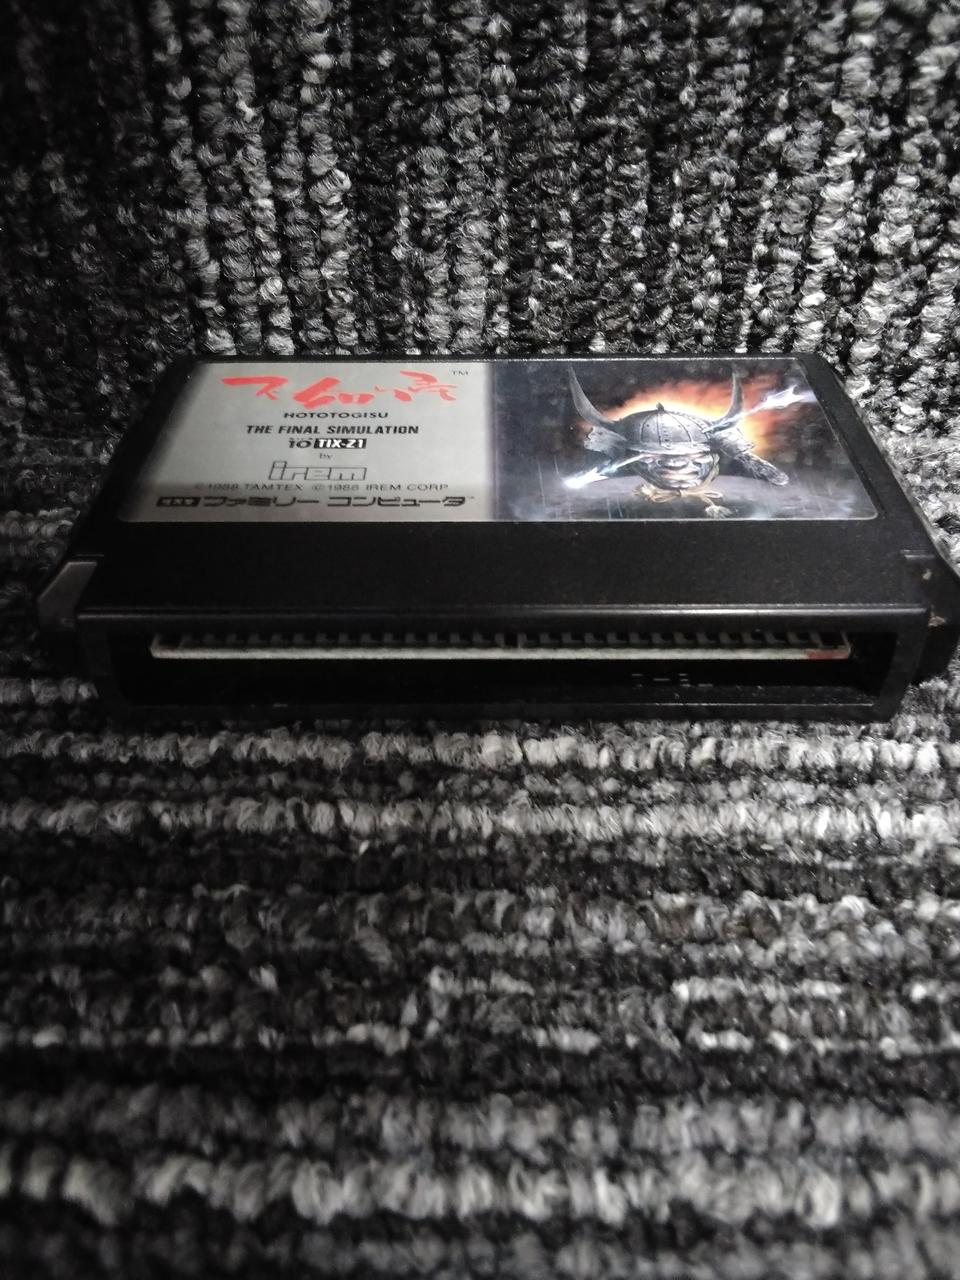 不如帰 TM
HOTOTOGISU
THE FINAL SIMULATION
10 TIX-21
by
irem
©1988 TAMTEX ©1988 IREM CORP.
ファミリーコンピュータ